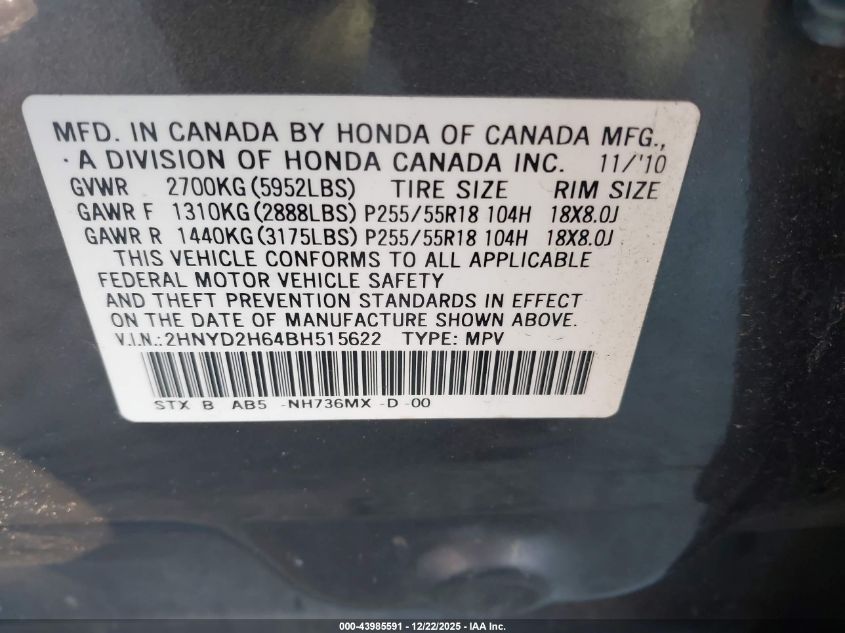 MFD. IN CANADA BY HONDA OF CANADA MFG.,
· A DIVISION OF HONDA CANADA INC. 11/'10
GVWR 2700KG(5952LBS) TIRE SIZE RIM SIZE
GAWR F 1310KG(2888LBS) P255/55R18 104H 18X8.0J
GAWR R 1440KG(3175LBS) P255/55R18 104H 18X8.0J
THIS VEHICLE CONFORMS TO ALL APPLICABLE
FEDERAL MOTOR VEHICLE SAFETY
AND THEFT PREVENTION STANDARDS IN EFFECT
ON THE DATE OF MANUFACTURE SHOWN ABOVE.
V.I.N.:2HNYD2H64BH515622 TYPE: MPV
STX B AB5 -NH736MX -D -00
000-43985591 - 12/22/2025 - IAA Inc.